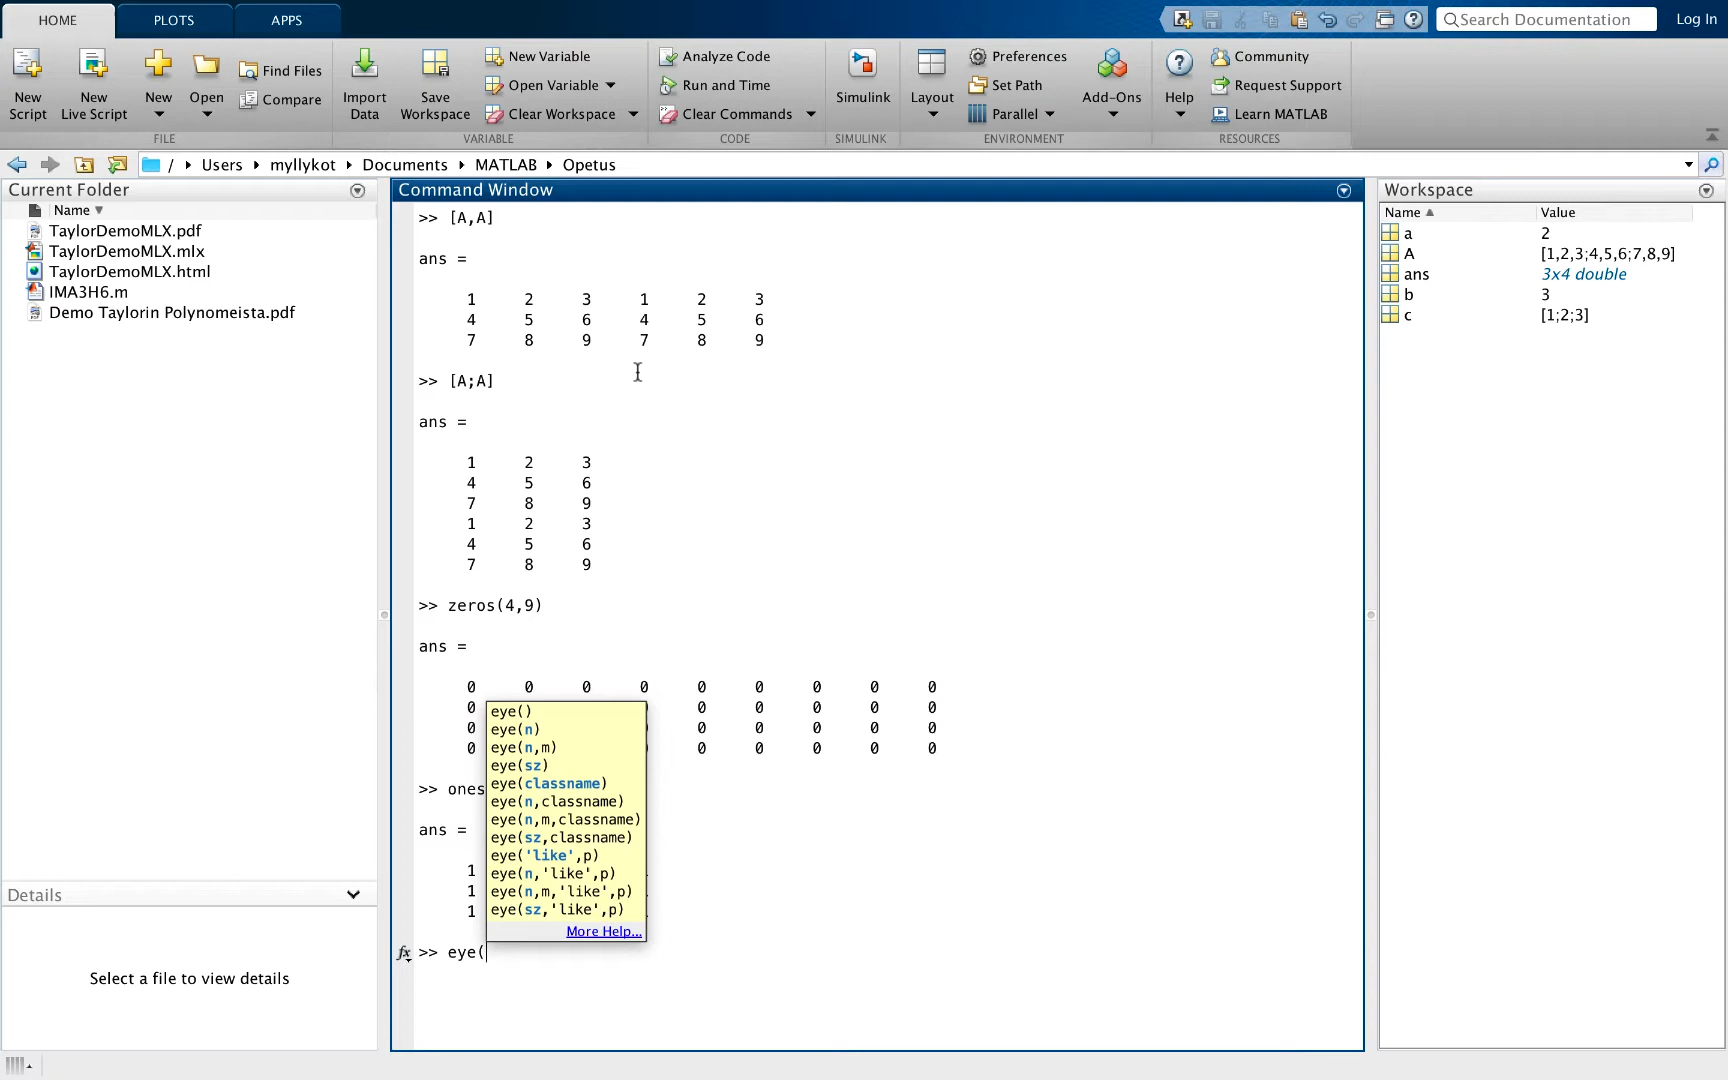 HOME PLOTS APPS
Search Documentation Log In
New Script
New Live Script
New
Open
Find Files
Compare
FILE
Import Data
Save Workspace
New Variable
Open Variable
Clear Workspace
VARIABLE
Analyze Code
Run and Time
Clear Commands
CODE
Simulink
SIMULINK
Layout
Preferences
Set Path
Parallel
Add-Ons
ENVIRONMENT
Help
Community
Request Support
Learn MATLAB
RESOURCES
/ Users myllykot Documents MATLAB Opetus
Current Folder
Name
TaylorDemoMLX.pdf
TaylorDemoMLX.mlx
TaylorDemoMLX.html
IMA3H6.m
Demo Taylorin Polynomeista.pdf
Details
Select a file to view details
Command Window
>> [A,A]
ans =
1 2 3 1 2 3
4 5 6 4 5 6
7 8 9 7 8 9
>> [A;A]
ans =
1 2 3
4 5 6
7 8 9
1 2 3
4 5 6
7 8 9
>> zeros(4,9)
ans =
0 0 0 0 0 0 0 0 0
0 0 0 0 0 0
0 0 0 0 0 0
0 0 0 0 0 0
>> ones
ans =
1
1
1
eye()
eye(n)
eye(n,m)
eye(sz)
eye(classname)
eye(n,classname)
eye(n,m,classname)
eye(sz,classname)
eye('like',p)
eye(n,'like',p)
eye(n,m,'like',p)
eye(sz,'like',p)
More Help...
fx >> eye(
Workspace
Name Value
a 2
A [1,2,3;4,5,6;7,8,9]
ans 3x4 double
b 3
c [1;2;3]